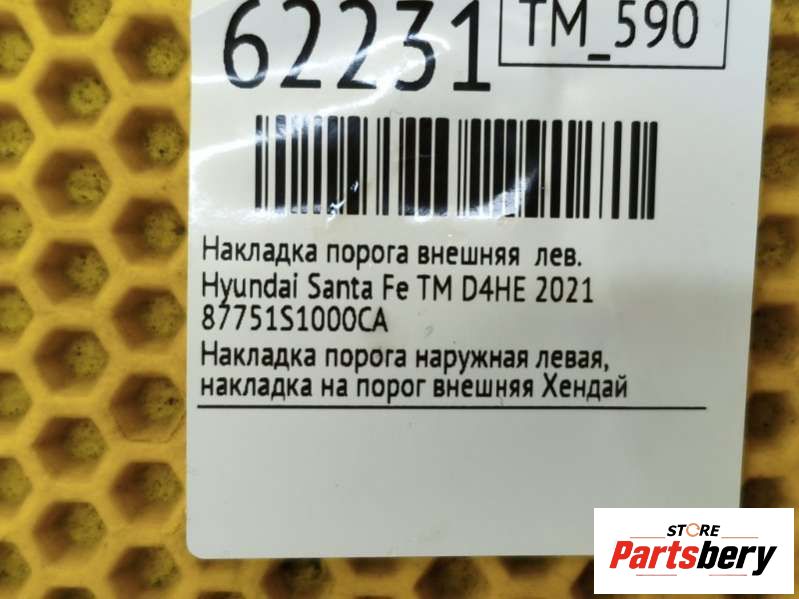 62231
TM_590
Накладка порога внешняя лев.
Hyundai Santa Fe TM D4HE 2021
87751S1000CA
Накладка порога наружная левая,
накладка на порог внешняя Хендай
STORE
Partsbery